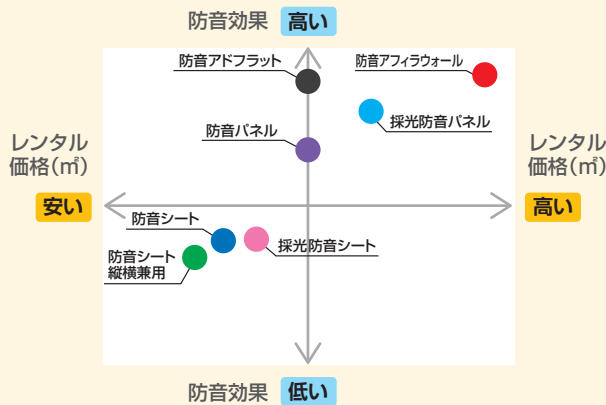 防音効果 高い
防音アドフラット
防音アフィラウォール
採光防音パネル
防音パネル
レンタル
価格(㎡)
安い
レンタル
価格(㎡)
高い
防音シート
採光防音シート
防音シート
縦横兼用
防音効果 低い